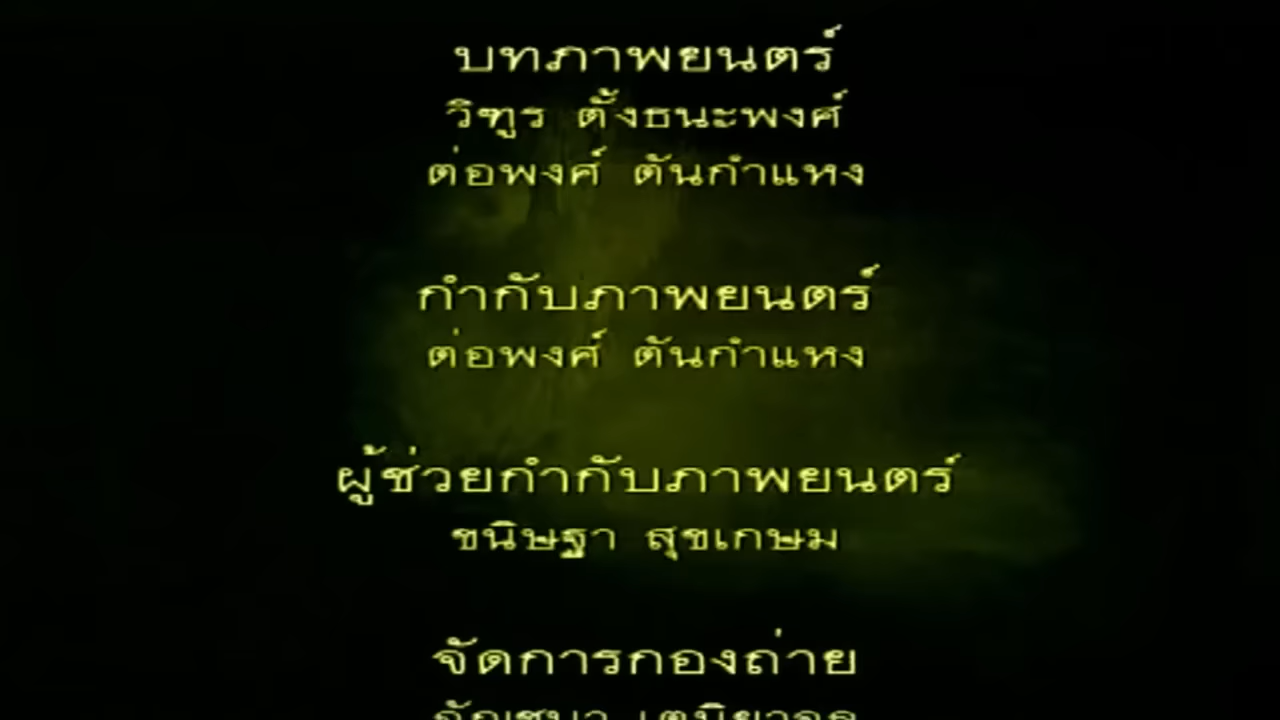 บทภาพยนตร์
วิฑูร ตั้งธนะพงศ์
ต่อพงศ์ ตันกำแหง
กำกับภาพยนตร์
ต่อพงศ์ ตันกำแหง
ผู้ช่วยกำกับภาพยนตร์
ขนิษฐา สุขเกษม
จัดการกองถ่าย